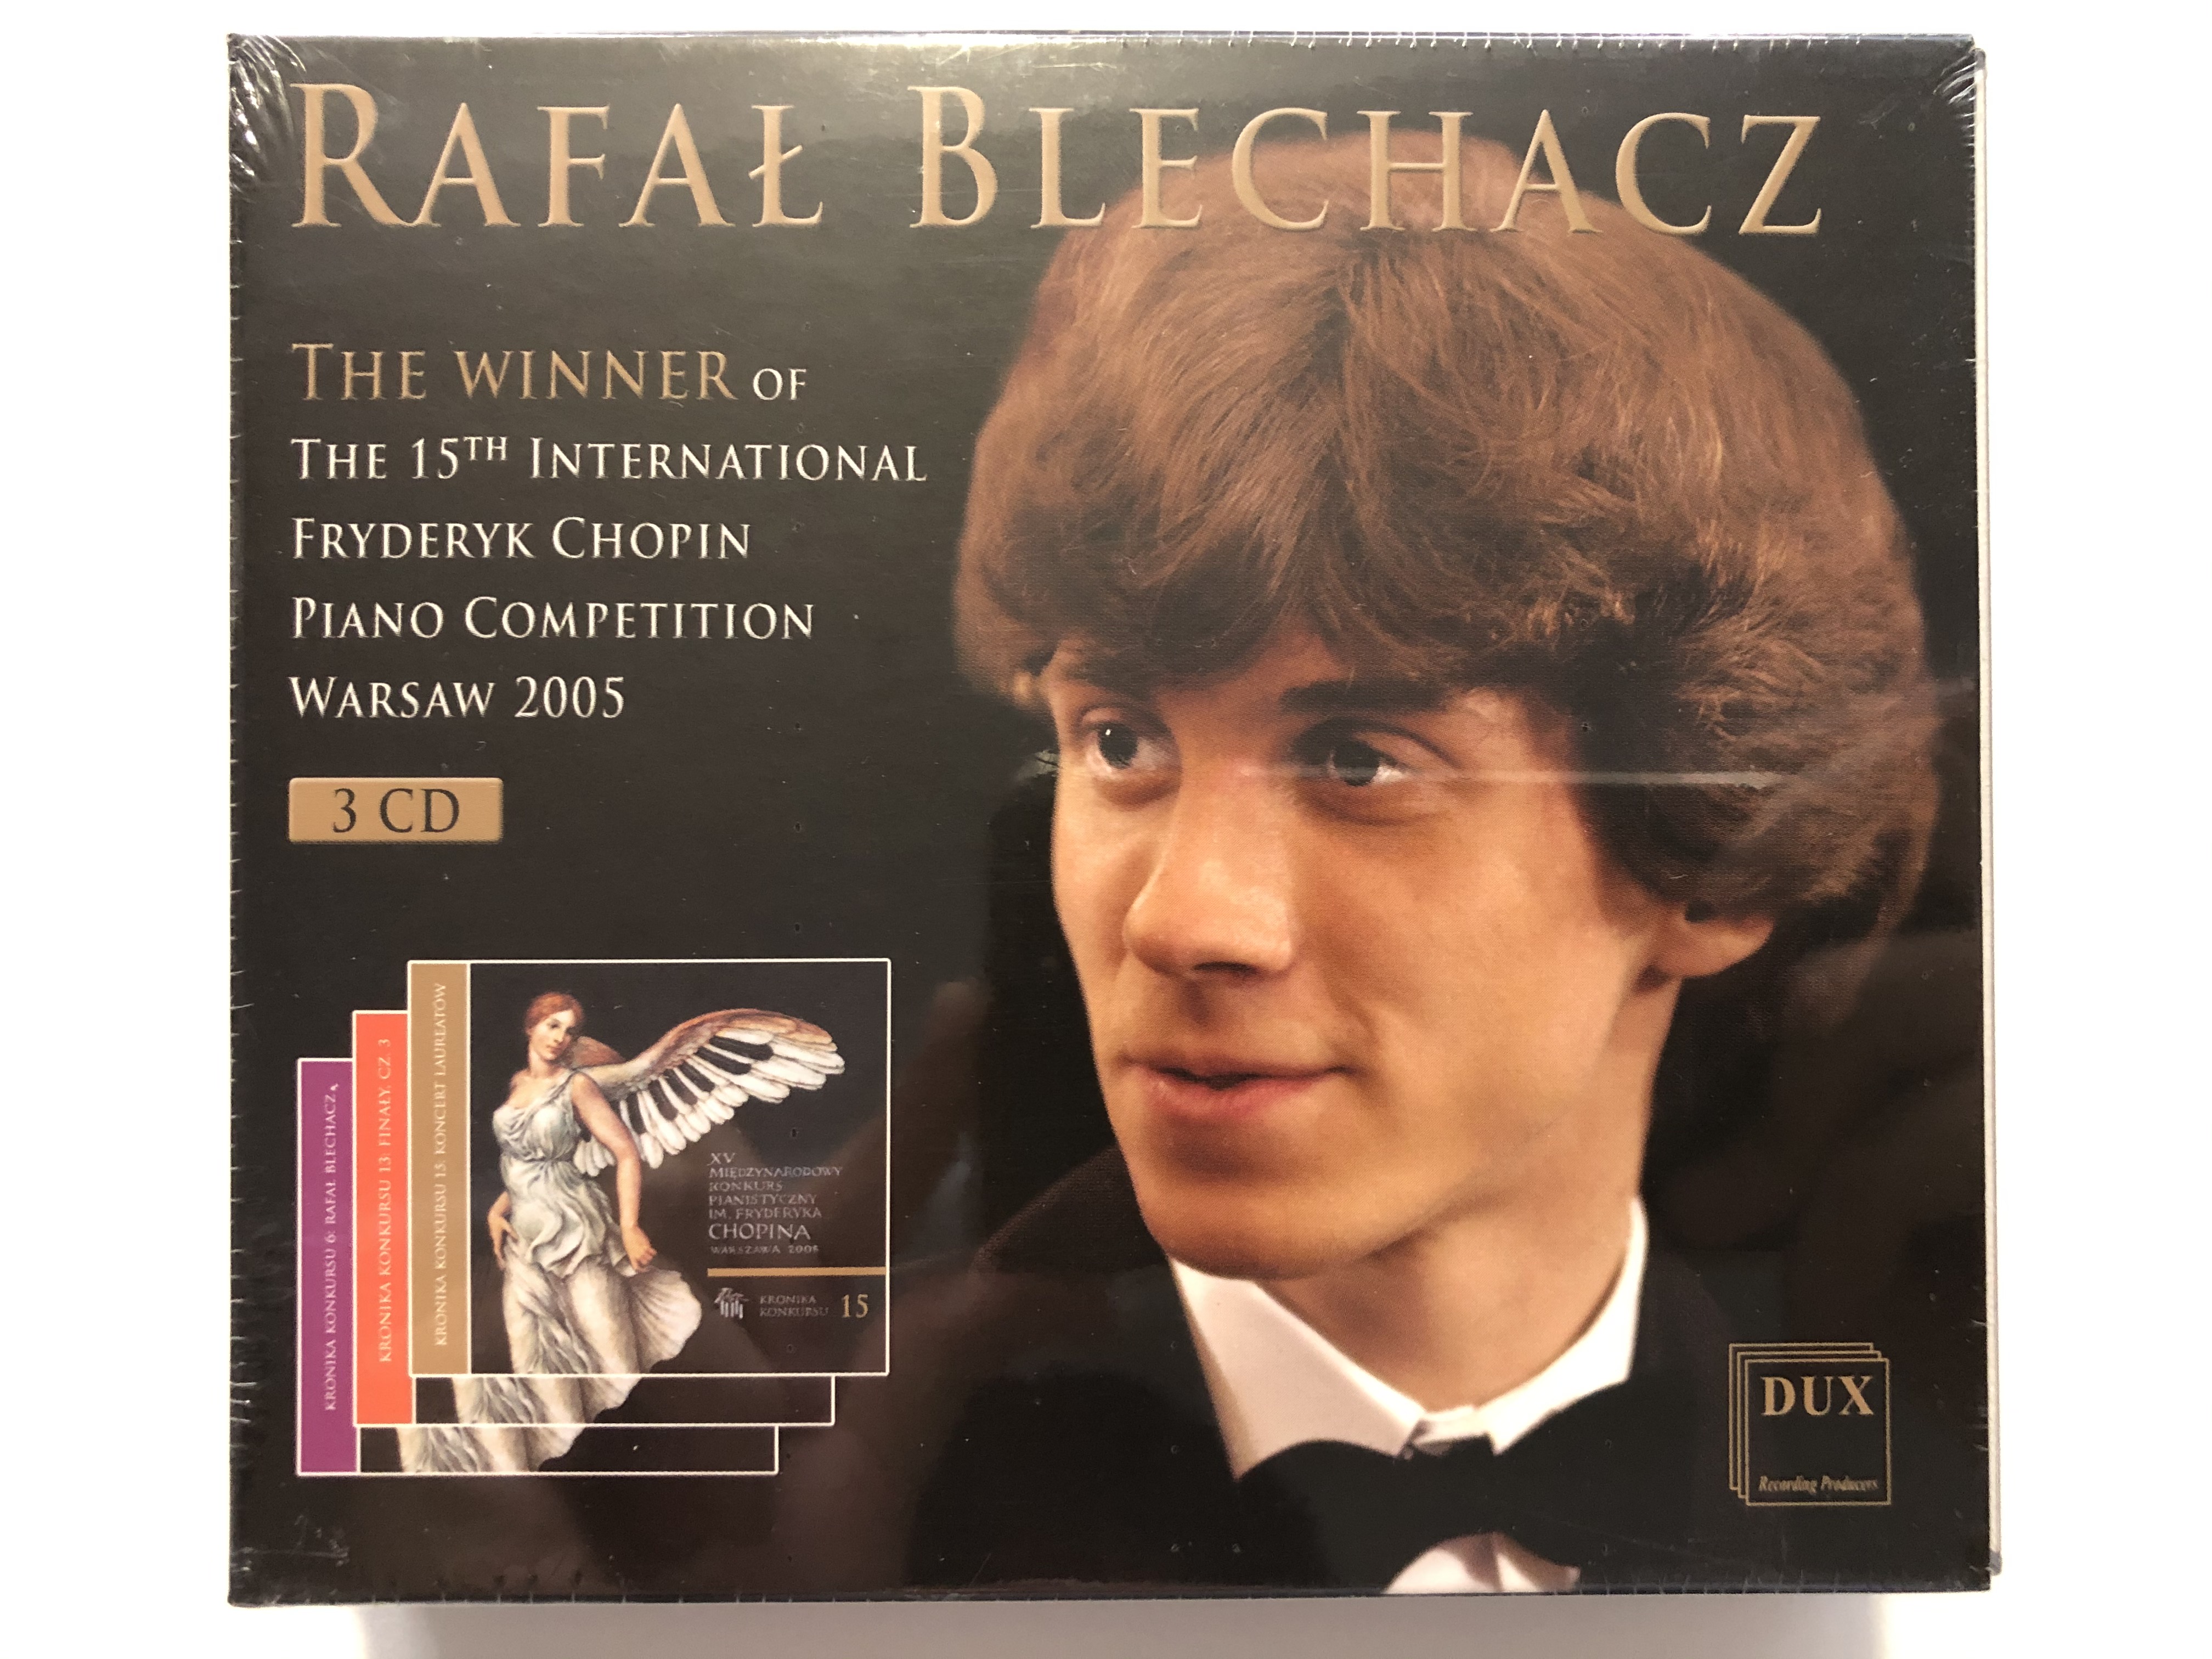 RAFAŁ BLECHACZ
THE WINNER OF
THE 15TH INTERNATIONAL
FRYDERYK CHOPIN
PIANO COMPETITION
WARSAW 2005
3 CD
KRONIKA KONKURSU 6: RAFAŁ BLECHACZ
KRONIKA KONKURSU 13: FINAŁY, CZ. 3
KRONIKA KONKURSU 15: KONCERT LAUREATÓW
XV
MIĘDZYNARODOWY
KONKURS
PIANISTYCZNY
IM. FRYDERYKA
CHOPINA
WARSZAWA 2005
KRONIKA
KONKURSU 15
DUX
Recording Producers